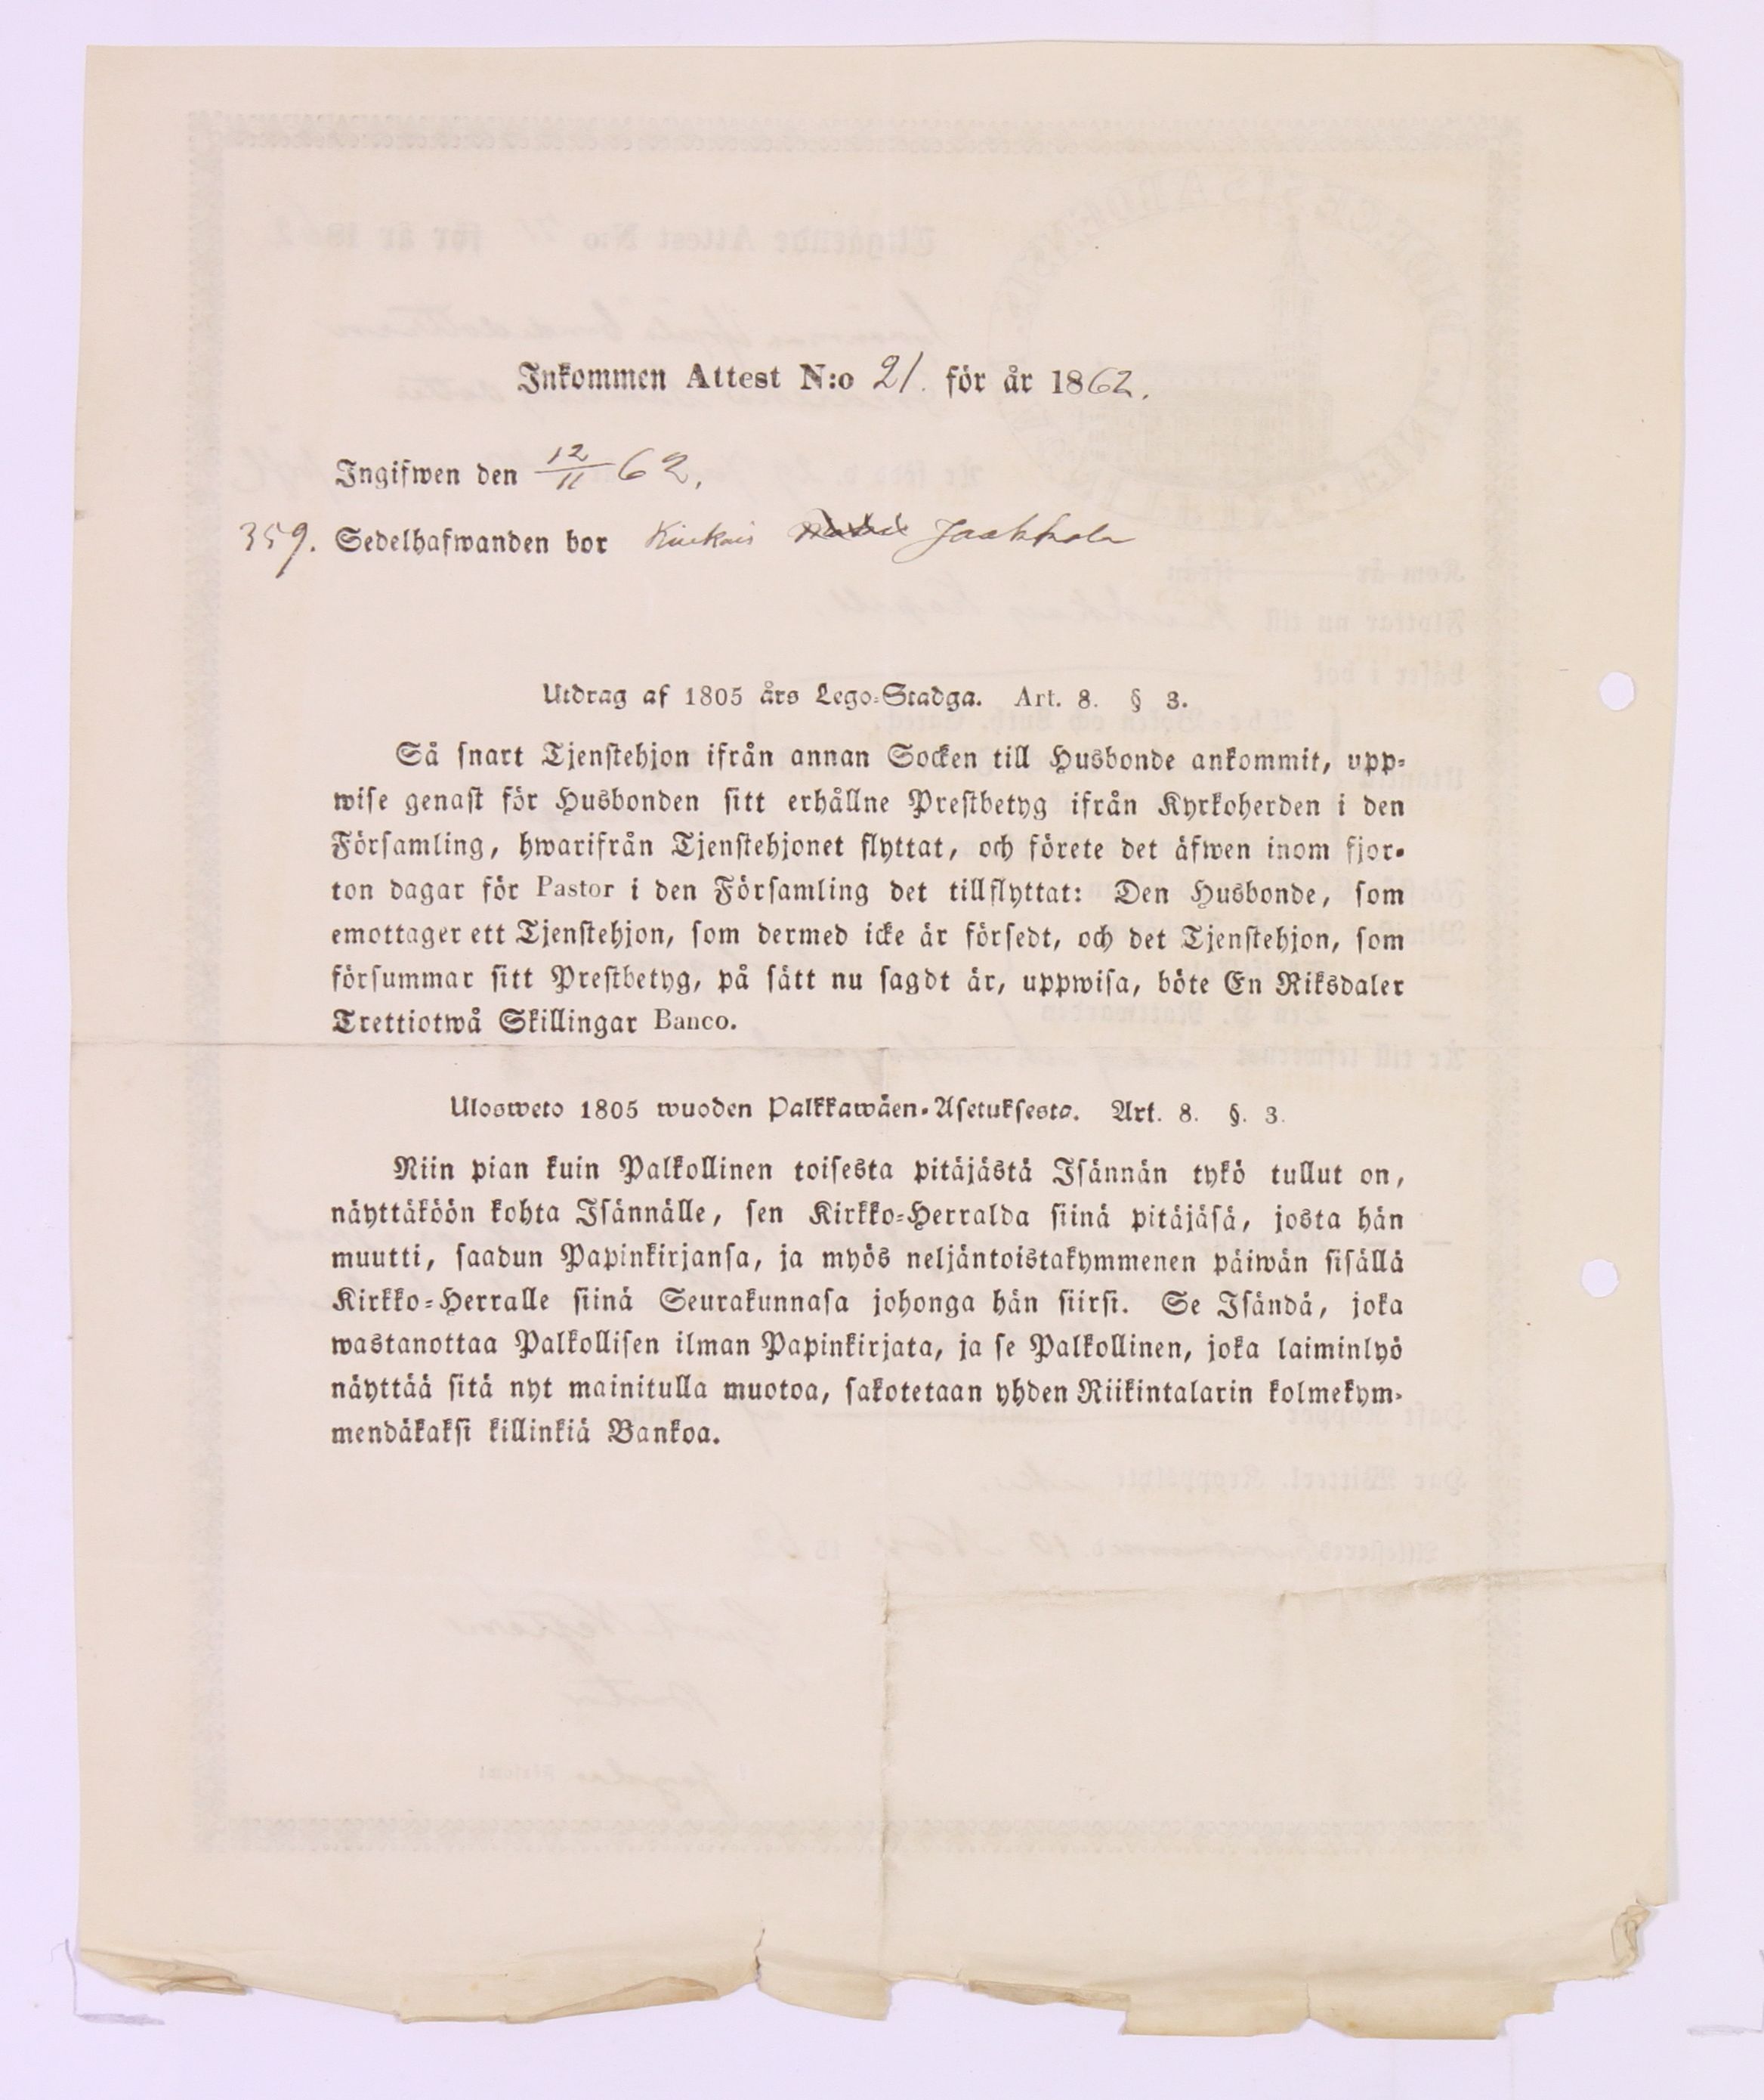 Inkommen Attest N:o 21. för år 1862.
Ingifwen den 12/11 62.
359. Sedelhafwanden bor Jaakkola
Utdrag af 1805 års Lego-Stadga. Art. 8. § 3.
Så snart Tjenstehjon ifrån annan Socken till Husbonde ankommit, upp-
wise genast för Husbonden sitt erhållne Prestbetyg ifrån Kyrkoherden i den
Församling, hwarifrån Tjenstehjonet flyttat, och förete det äfwen inom fjor-
ton dagar för Pastor i den Församling det tillflyttat: Den Husbonde, som
emottager ett Tjenstehjon, som dermed icke är försedt, och det Tjenstehjon, som
försummar sitt Prestbetyg, på sätt nu sagdt är, uppwisa, böte En Riksdaler
Trettiotwå Skillingar Banco.
Ulosweto 1805 wuoden Palkkawäen-Asetuksesta. Art. 8. §. 3.
Niin pian kuin Palkollinen toisesta pitäjästä Isännän tykö tullut on,
näyttäköön kohta Isännälle, sen Kirkko-Herralda siinä pitäjäsä, josta hän
muutti, saadun Papinkirjansa, ja myös neljäntoistakymmenen päiwän sisällä
Kirkko-Herralle siinä Seurakunnasa johonga hän siirsi. Se Isändä, joka
wastanottaa Palkollisen ilman Papinkirjata, ja se Palkollinen, joka laiminlyö
näyttää sitä nyt mainitulla muotoa, sakotetaan yhden Riikintalarin kolmekym-
mendäkaksi killinkiä Bankoa.